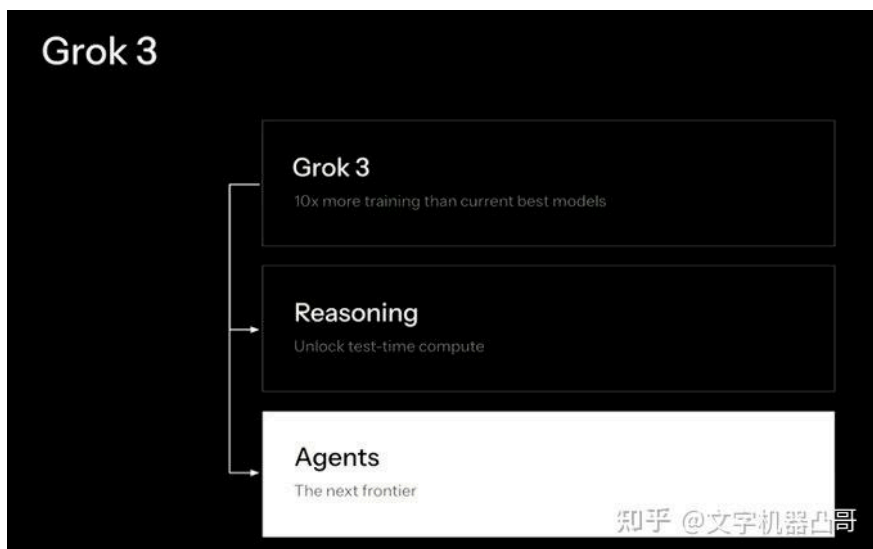 Grok 3
Grok 3
10x more training than current best models
Reasoning
Unlock test-time compute
Agents
The next frontier
知乎 @文字机器凸哥